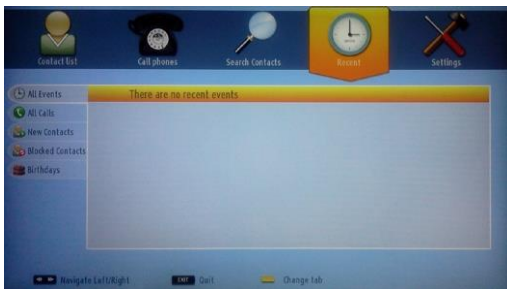 Contact list
Call phones
Search Contacts
Recent
Settings
All Events
There are no recent events
All Calls
New Contacts
Blocked Contacts
Birthdays
Navigate Left/Right
EXIT
Quit
Change tab